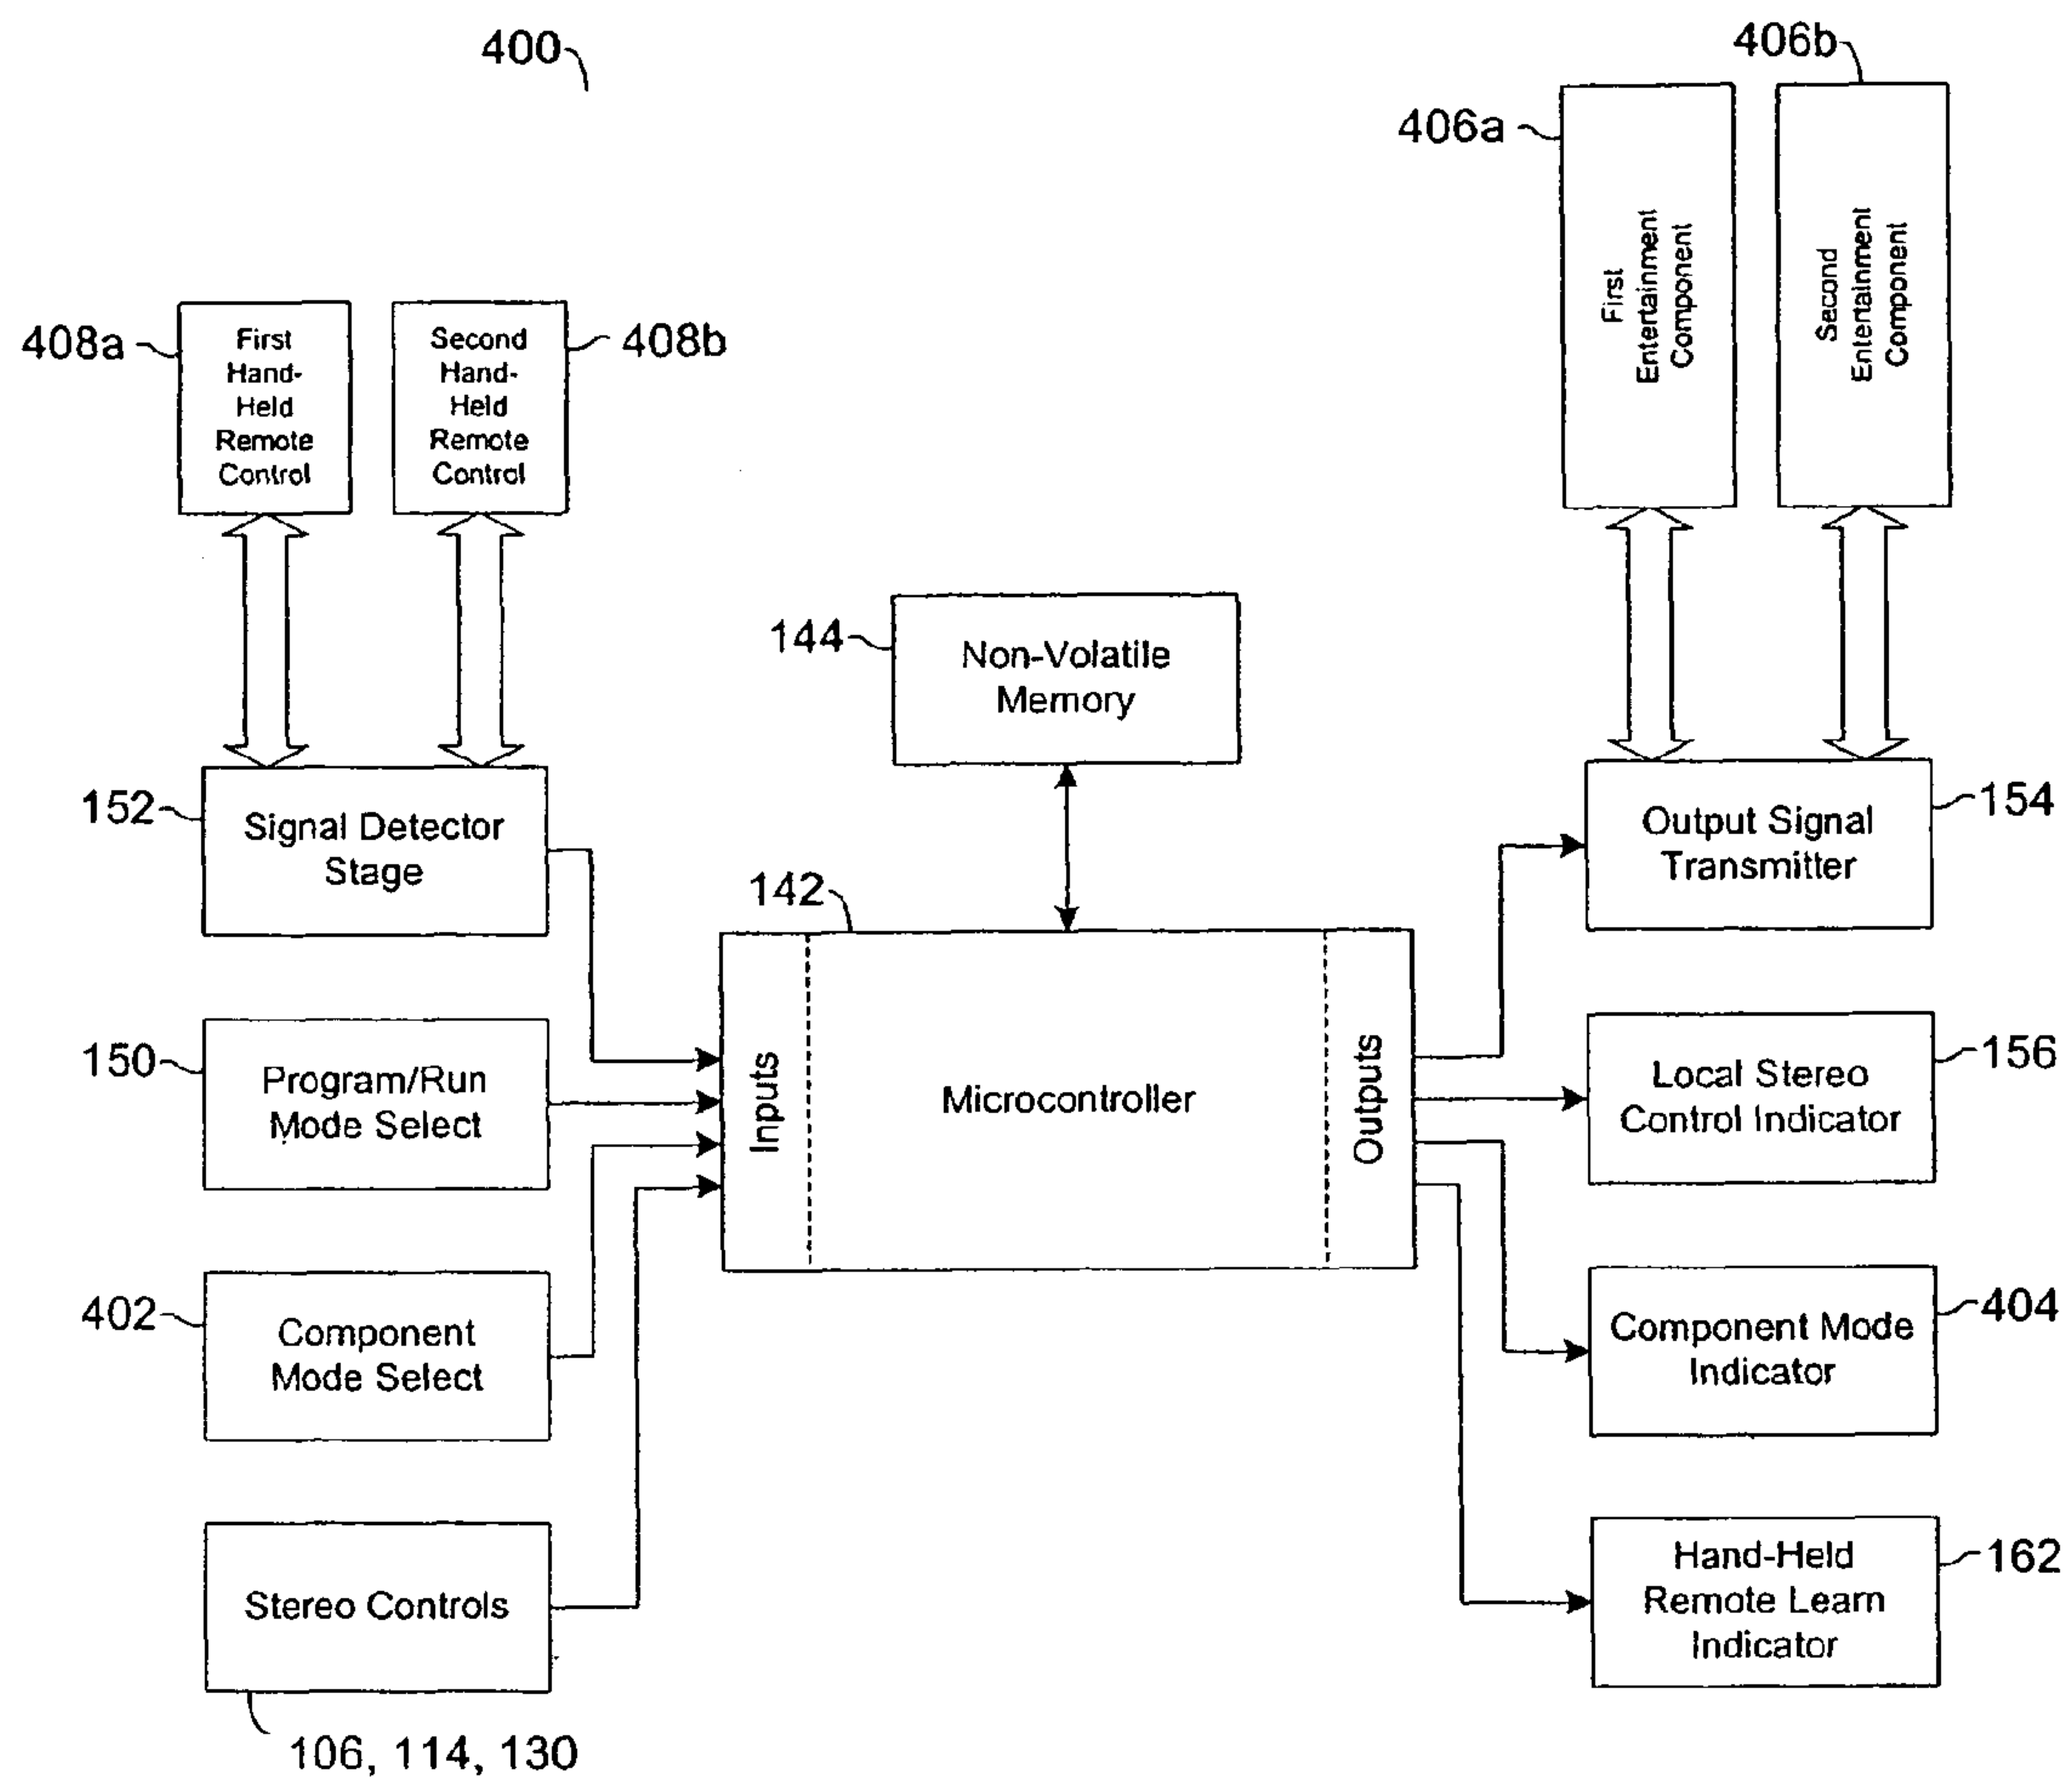 400
406b
406a
First
Entertainment
Component
Second
Entertainment
Component
408a
First
Hand-
Held
Remote
Control
Second
Hand-
Held
Remote
Control
408b
144
Non-Volatile
Memory
152
Signal Detector
Stage
Output Signal
Transmitter
154
142
150
Program/Run
Mode Select
Inputs
Microcontroller
Outputs
Local Stereo
Control Indicator
156
402
Component
Mode Select
Component Mode
Indicator
404
Stereo Controls
Hand-Held
Remote Learn
Indicator
162
106, 114, 130